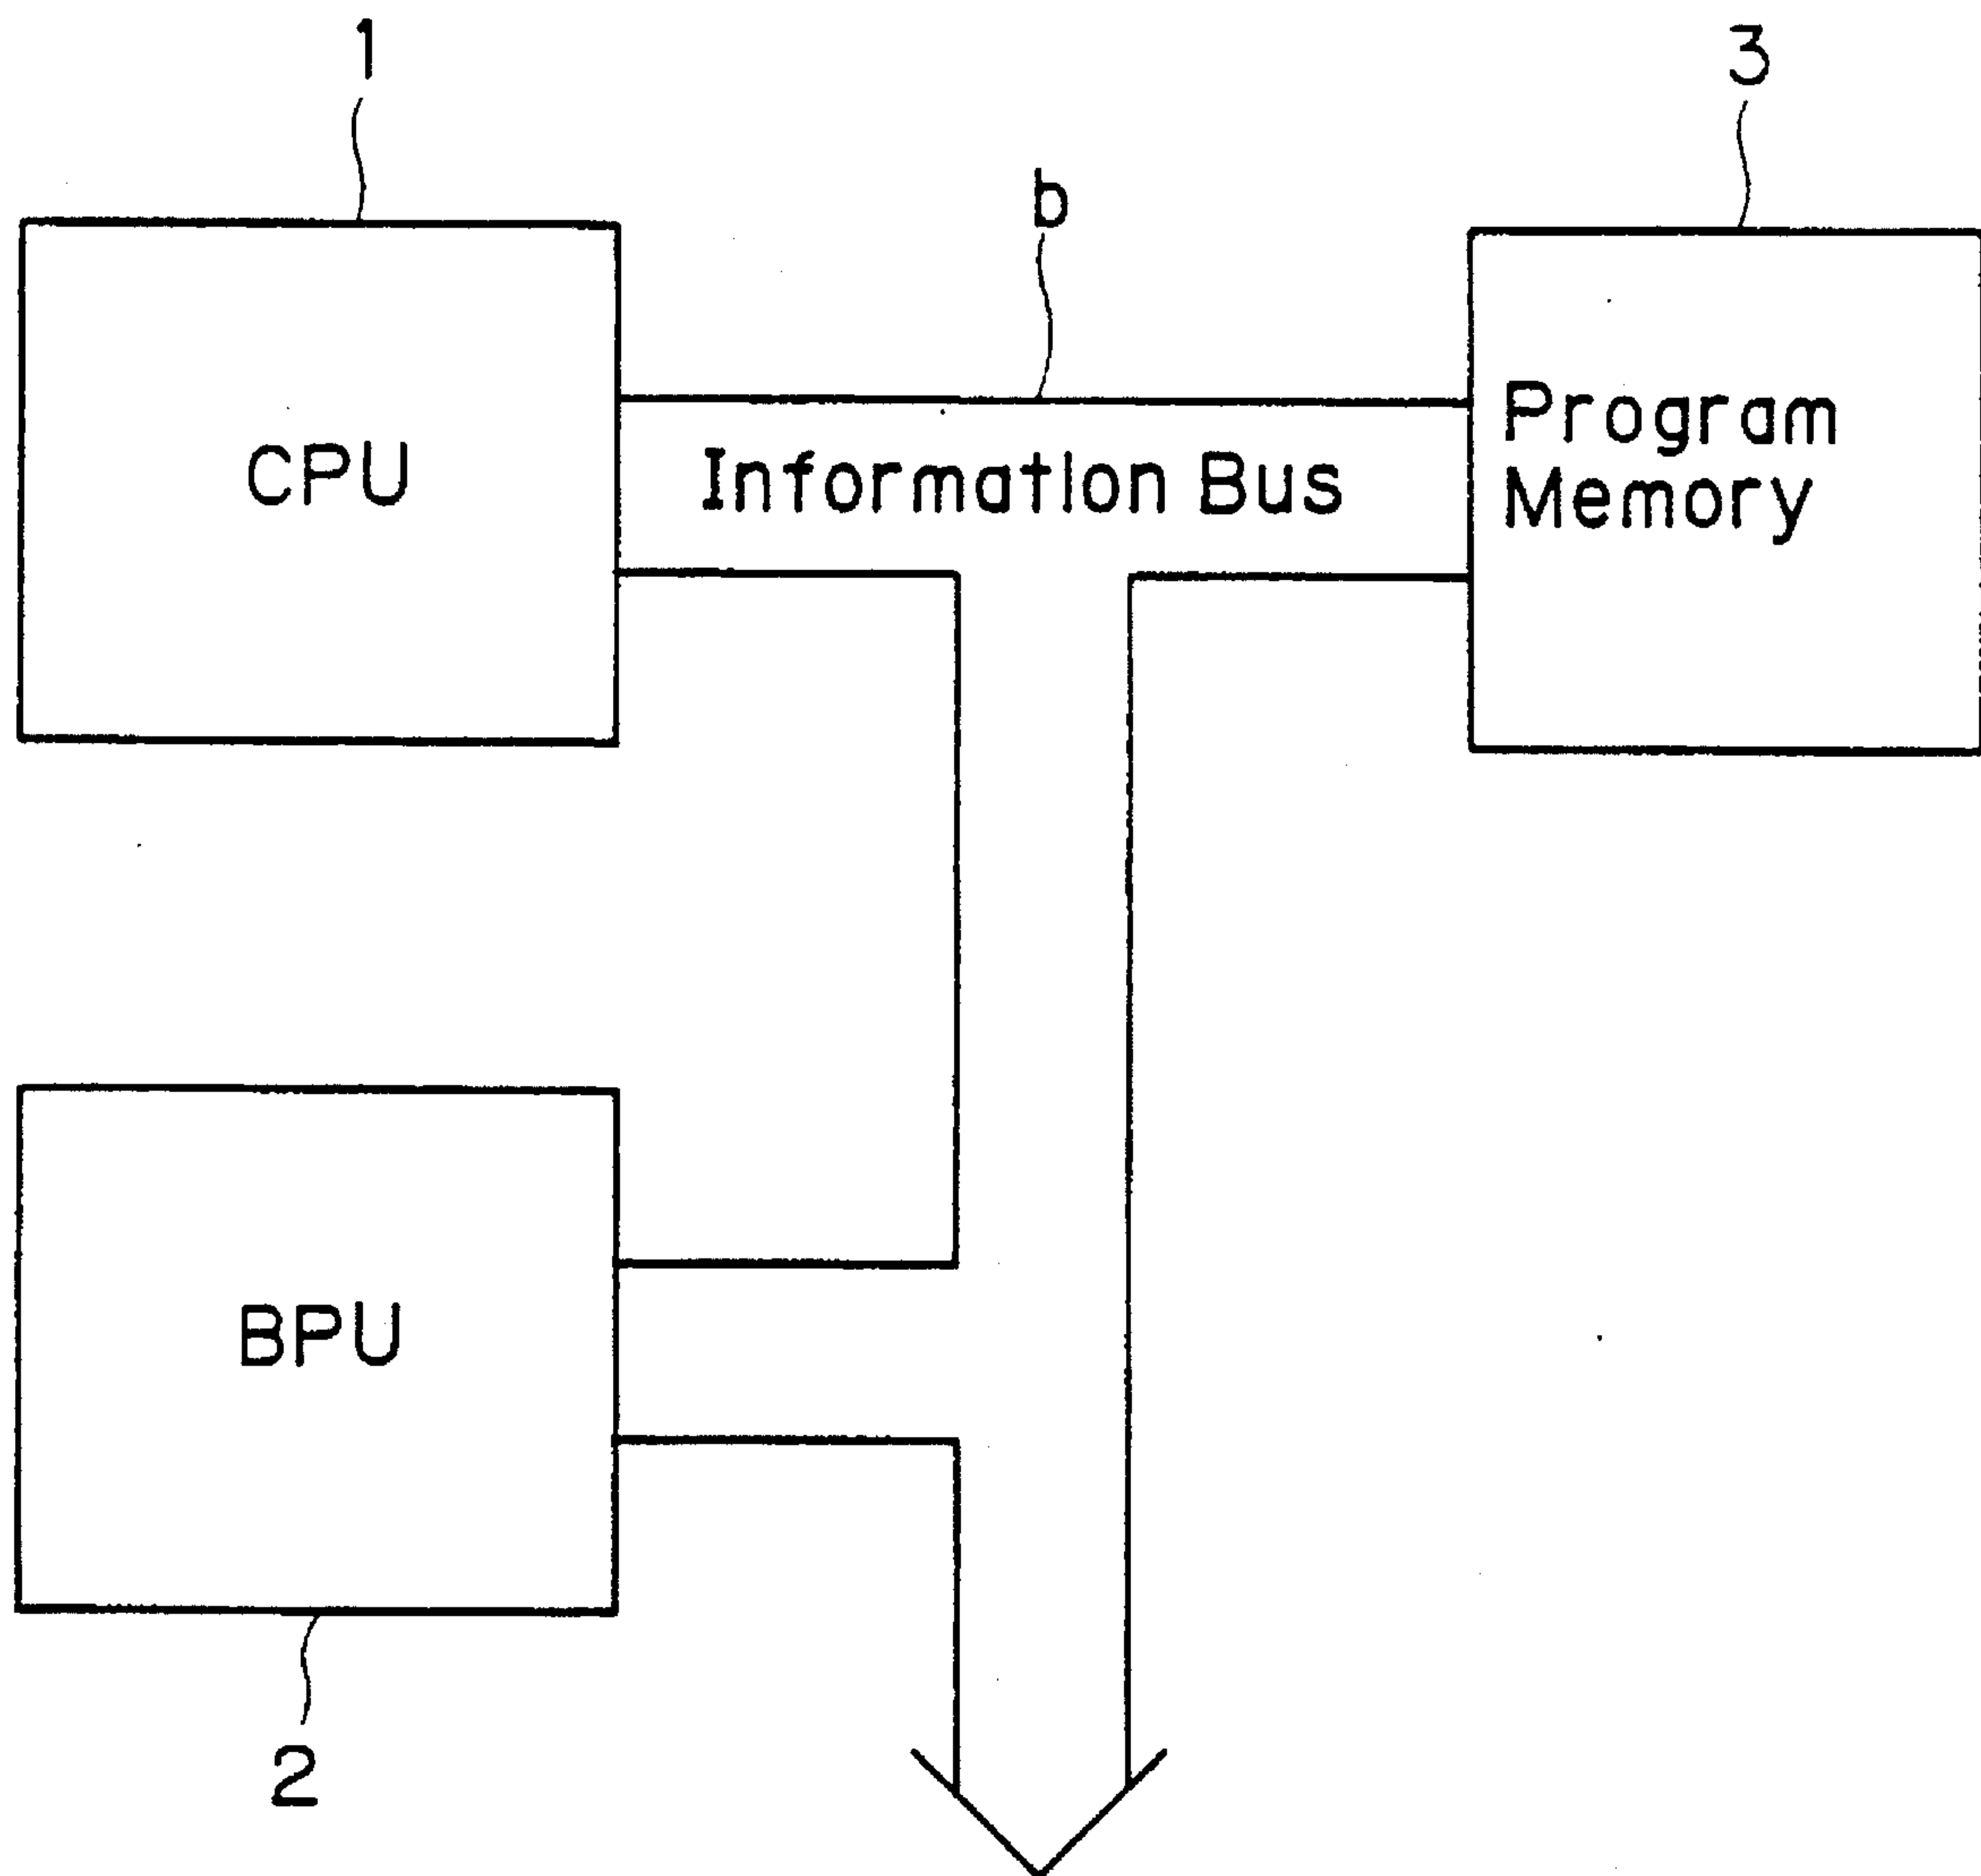 1
3
b
CPU
Information Bus
Program
Memory
BPU
2